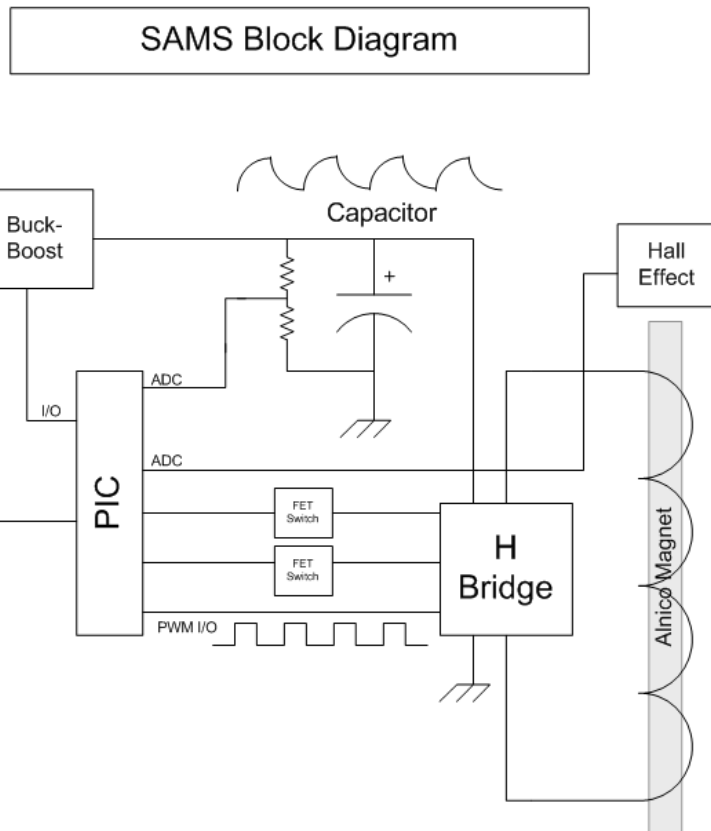 SAMS Block Diagram
Capacitor
Buck-
Boost
Hall
Effect
+
ADC
I/O
ADC
PIC
FET
Switch
FET
Switch
H
Bridge
Alnico Magnet
PWM I/O